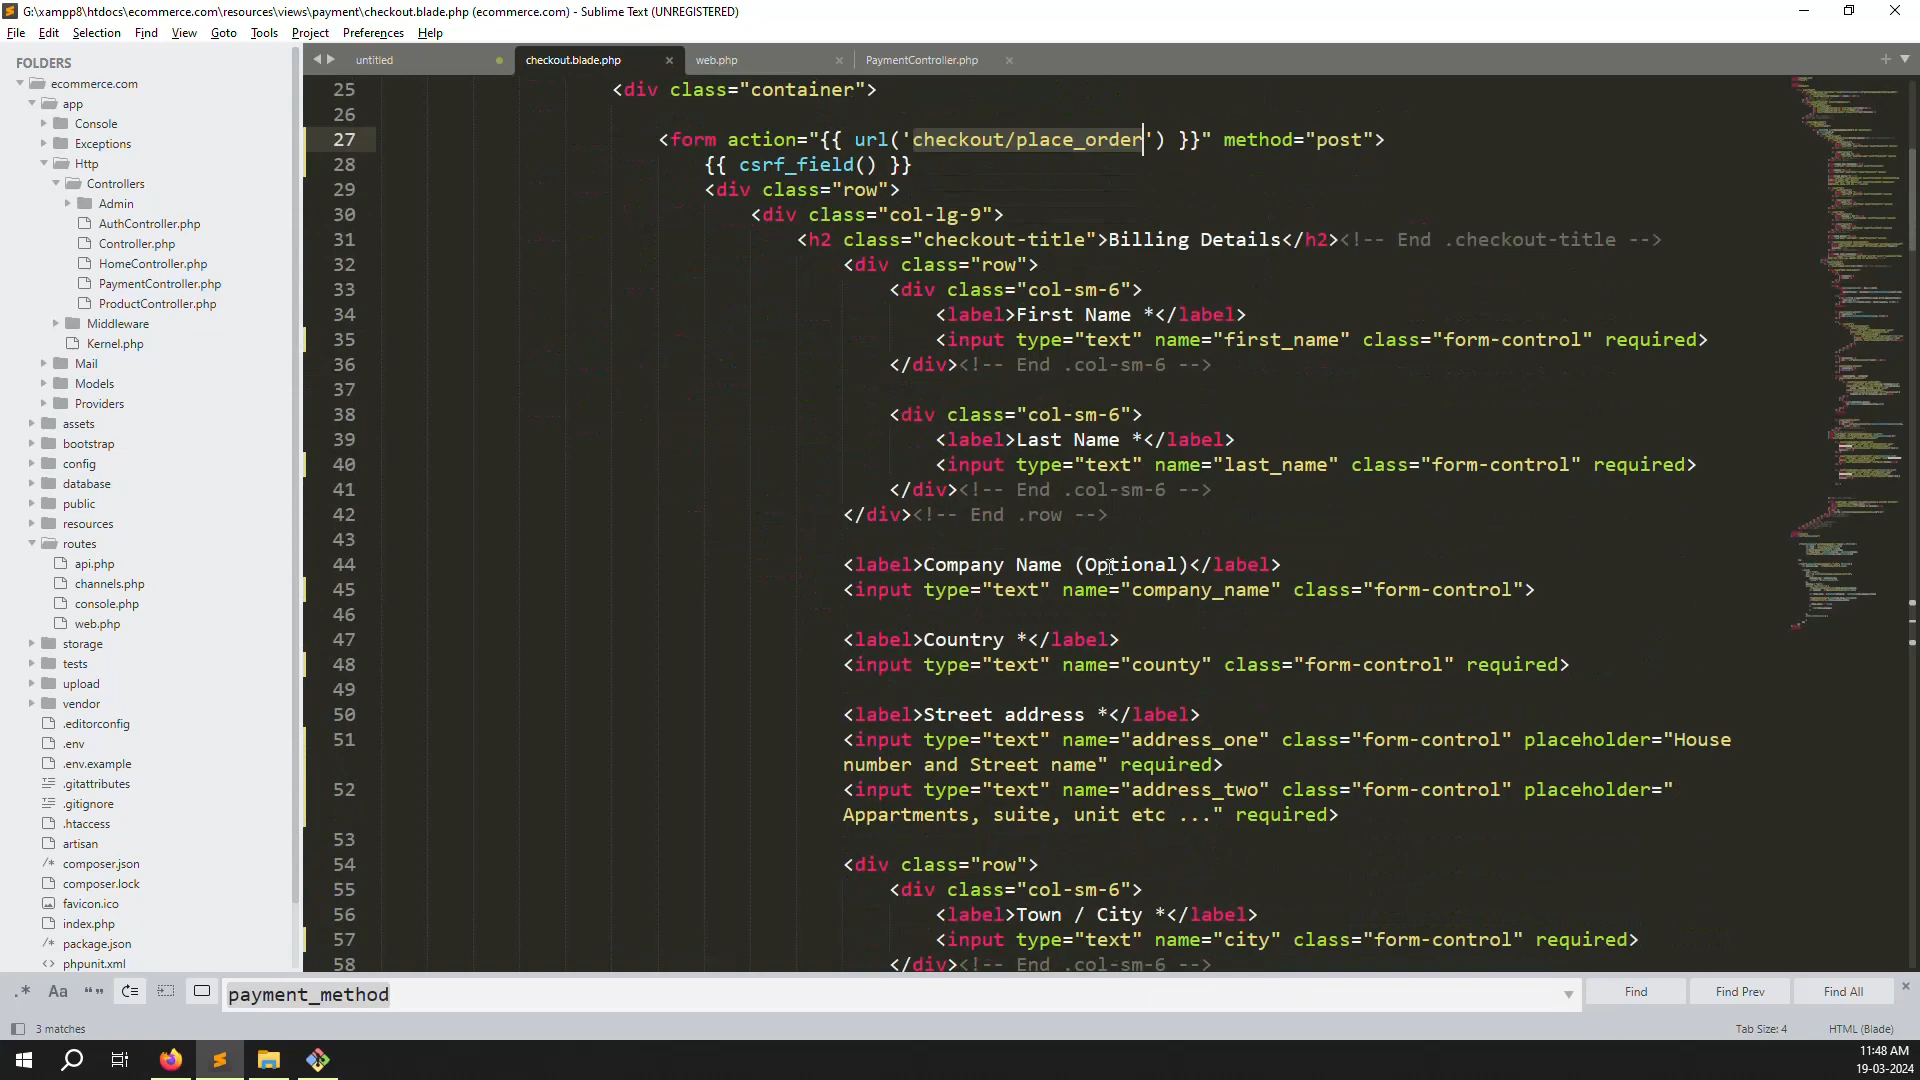 G:\xampp8\htdocs\ecommerce.com\resources\views\payment\checkout.blade.php (ecommerce.com) - Sublime Text (UNREGISTERED)
File Edit Selection Find View Goto Tools Project Preferences Help
FOLDERS
ecommerce.com
app
Console
Exceptions
Http
Controllers
Admin
AuthController.php
Controller.php
HomeController.php
PaymentController.php
ProductController.php
Middleware
Kernel.php
Mail
Models
Providers
assets
bootstrap
config
database
public
resources
routes
api.php
channels.php
console.php
web.php
storage
tests
upload
vendor
.editorconfig
.env
.env.example
.gitattributes
.gitignore
.htaccess
artisan
composer.json
composer.lock
favicon.ico
index.php
package.json
phpunit.xml
untitled checkout.blade.php web.php PaymentController.php
25 <div class="container">
26
27 <form action="{{ url('checkout/place_order') }}" method="post">
28 {{ csrf_field() }}
29 <div class="row">
30 <div class="col-lg-9">
31 <h2 class="checkout-title">Billing Details</h2><!-- End .checkout-title -->
32 <div class="row">
33 <div class="col-sm-6">
34 <label>First Name *</label>
35 <input type="text" name="first_name" class="form-control" required>
36 </div><!-- End .col-sm-6 -->
37
38 <div class="col-sm-6">
39 <label>Last Name *</label>
40 <input type="text" name="last_name" class="form-control" required>
41 </div><!-- End .col-sm-6 -->
42 </div><!-- End .row -->
43
44 <label>Company Name (Optional)</label>
45 <input type="text" name="company_name" class="form-control">
46
47 <label>Country *</label>
48 <input type="text" name="county" class="form-control" required>
49
50 <label>Street address *</label>
51 <input type="text" name="address_one" class="form-control" placeholder="House
number and Street name" required>
52 <input type="text" name="address_two" class="form-control" placeholder="
Appartments, suite, unit etc ..." required>
53
54 <div class="row">
55 <div class="col-sm-6">
56 <label>Town / City *</label>
57 <input type="text" name="city" class="form-control" required>
58 </div><!-- End .col-sm-6 -->
.* Aa “” payment_method Find Find Prev Find All
3 matches Tab Size: 4 HTML (Blade)
11:48 AM
19-03-2024